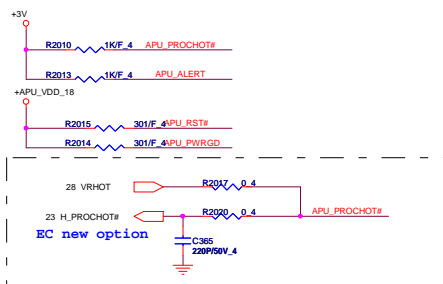 +3V
R2010 1K/F_4 APU_PROCHOT#
R2013 1K/F_4 APU_ALERT
+APU_VDD_18
R2015 301/F_4 APU_RST#
R2014 301/F_4 APU_PWRGD
28 VRHOT R2017 0_4
23 H_PROCHOT# R2020 0_4 APU_PROCHOT#
EC new option
C365
220P/50V_4